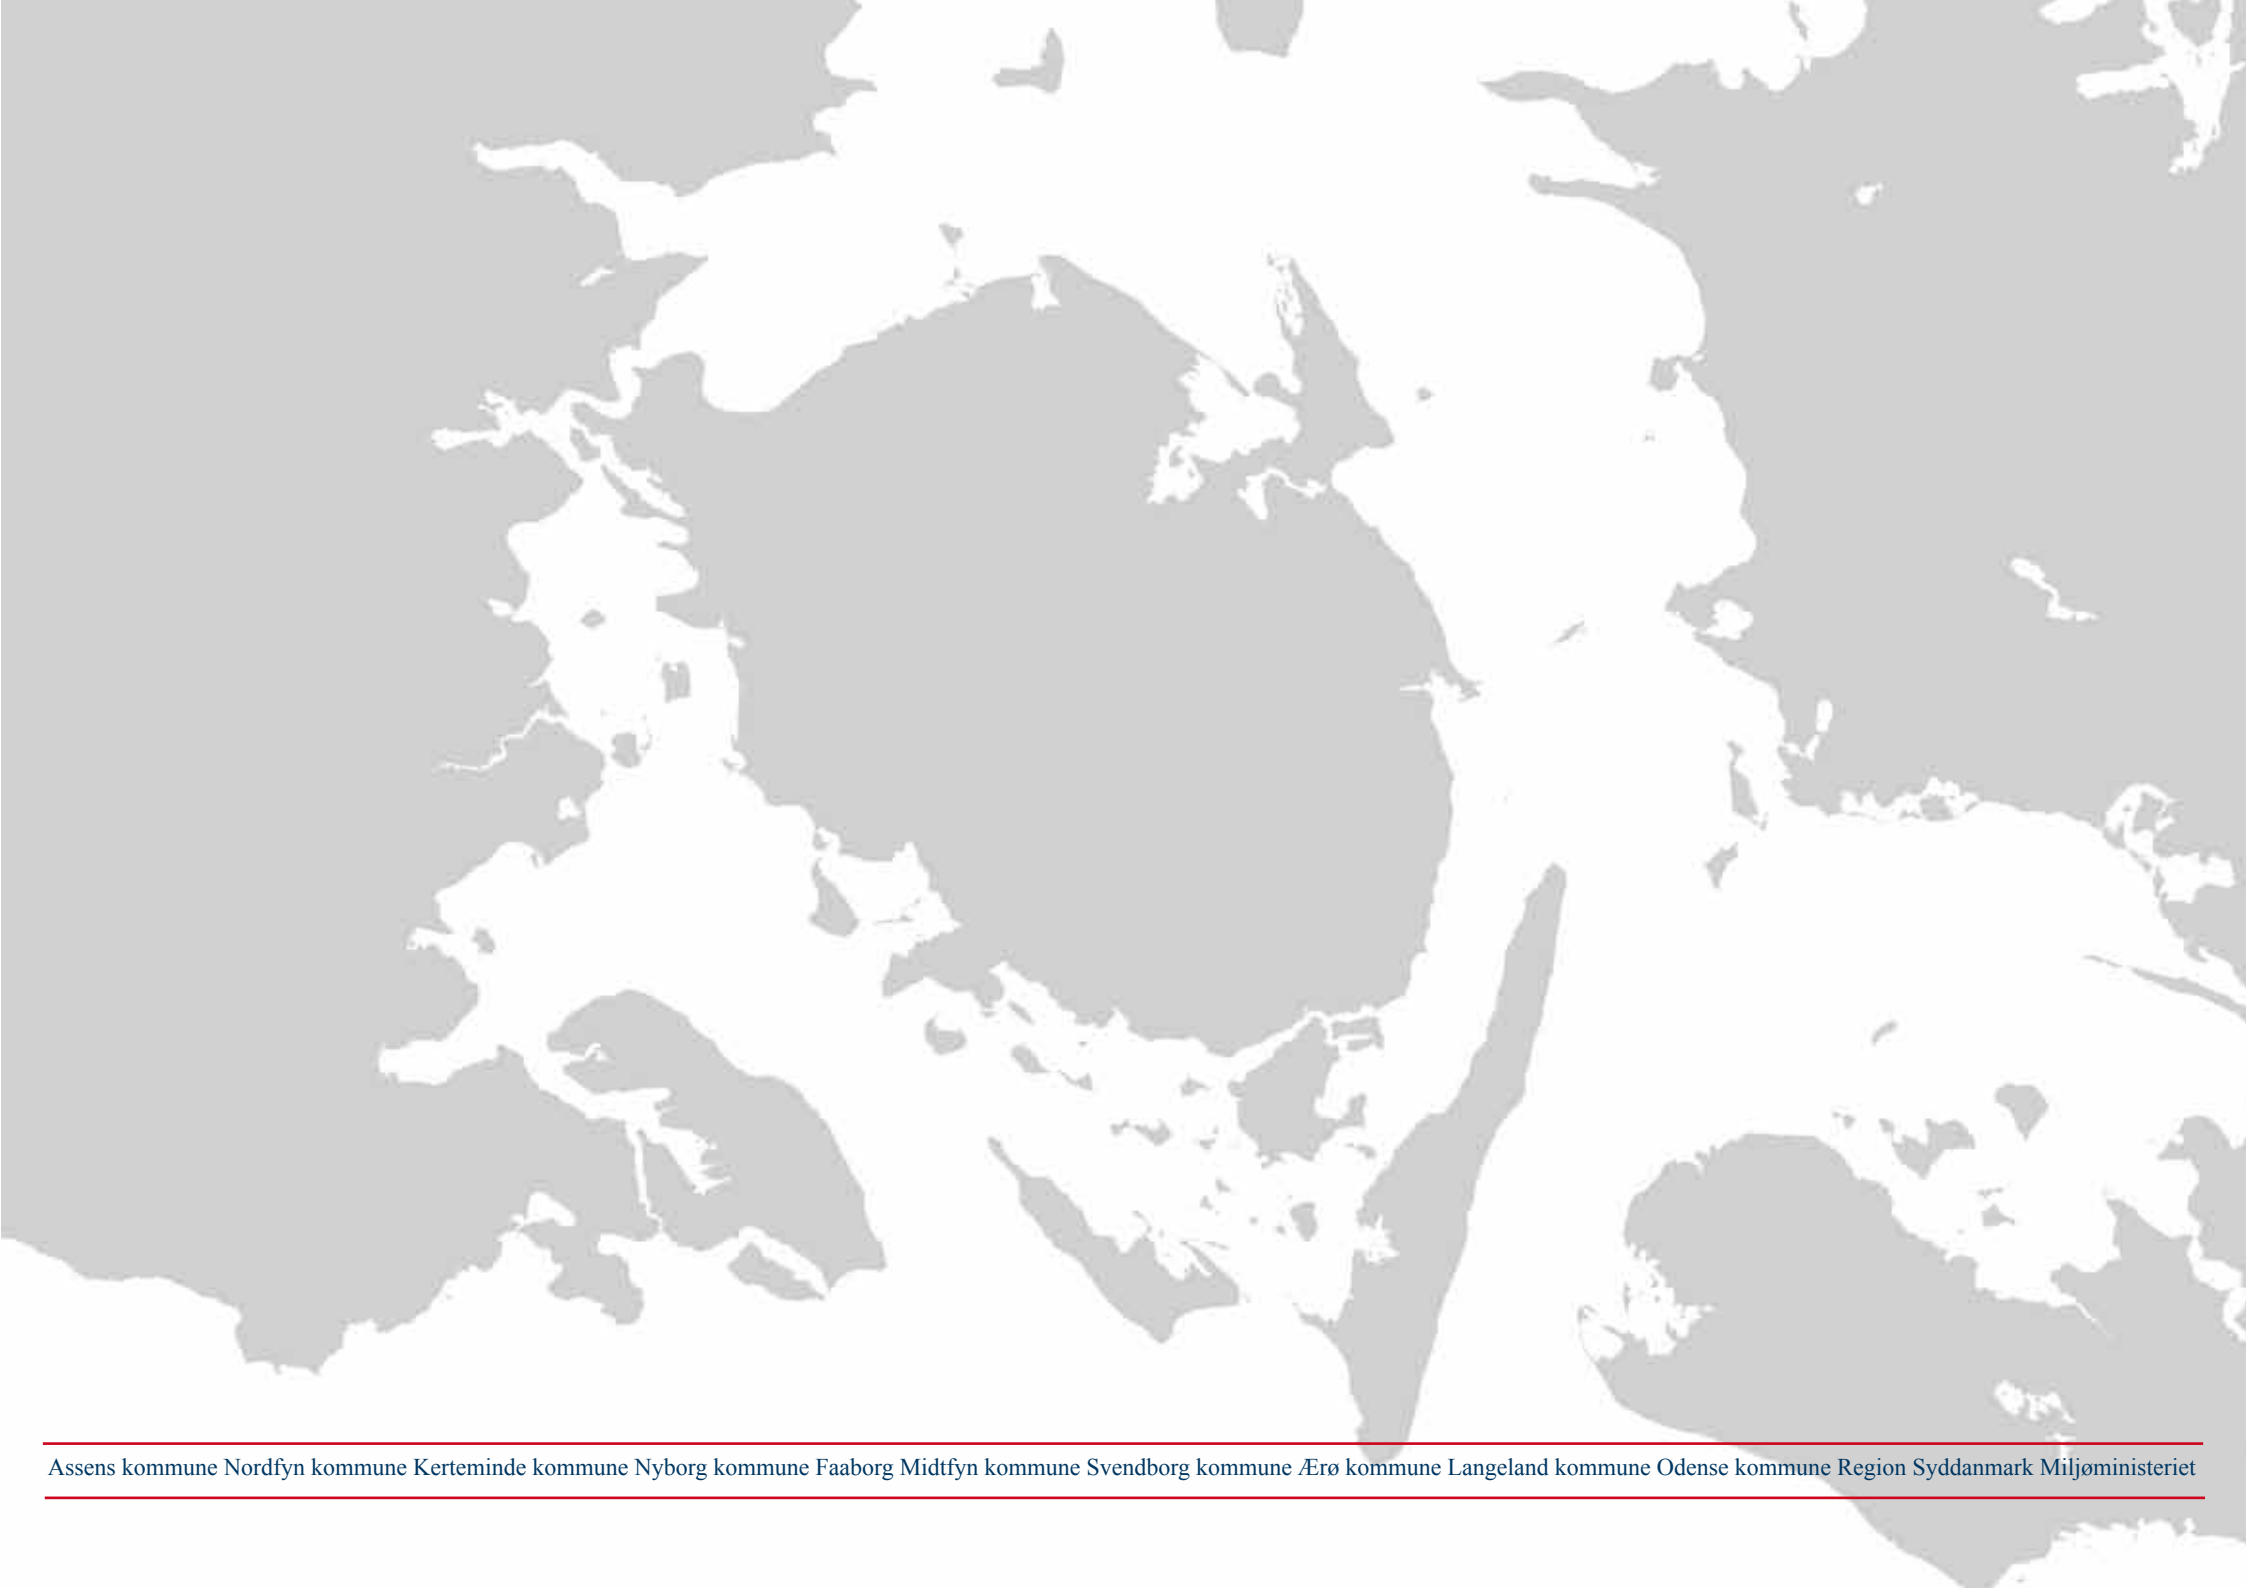 Assens kommune Nordfyn kommune Kerteminde kommune Nyborg kommune Faaborg Midtfyn kommune Svendborg kommune Ærø kommune Langeland kommune Odense kommune Region Syddanmark Miljøministeriet